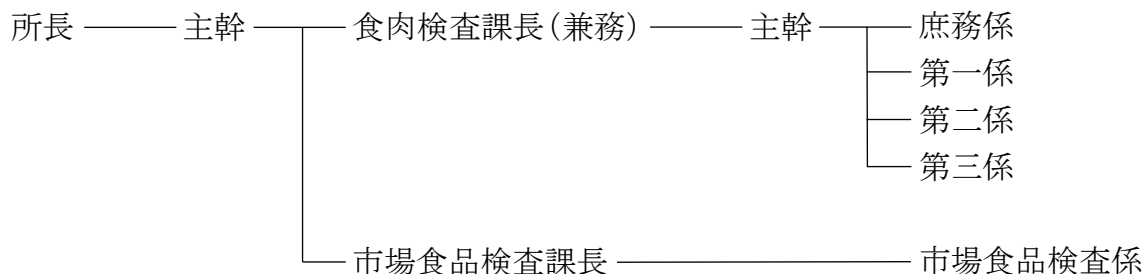 所長 主幹 食肉検査課長(兼務) 主幹 庶務係
第一係
第二係
第三係
市場食品検査課長 市場食品検査係